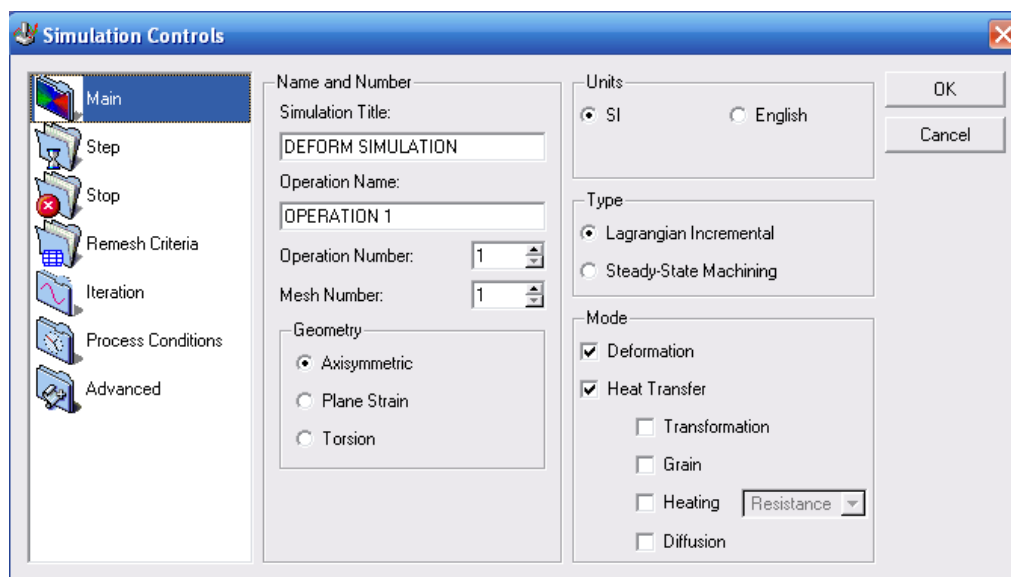 Simulation Controls
Main
Step
Stop
Remesh Criteria
Iteration
Process Conditions
Advanced
Name and Number
Simulation Title:
DEFORM SIMULATION
Operation Name:
OPERATION 1
Operation Number:
1
Mesh Number:
1
Geometry
Axisymmetric
Plane Strain
Torsion
Units
SI
English
Type
Lagrangian Incremental
Steady-State Machining
Mode
Deformation
Heat Transfer
Transformation
Grain
Heating
Resistance
Diffusion
OK
Cancel